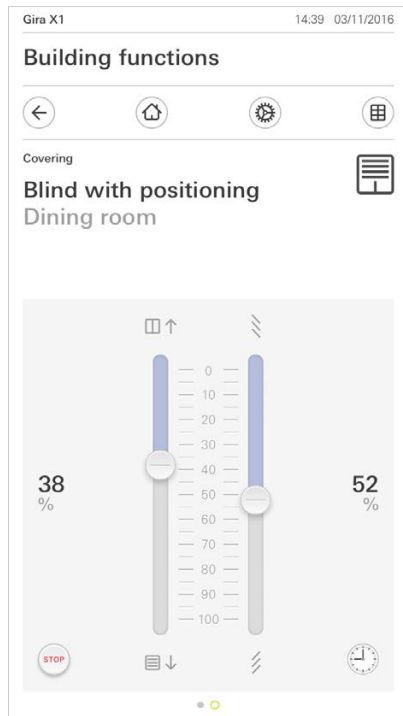 Gira X1 14:39 03/11/2016
Building functions
Covering
Blind with positioning
Dining room
0
10
20
30
40
38 % 50 52 %
60
70
80
90
100
STOP